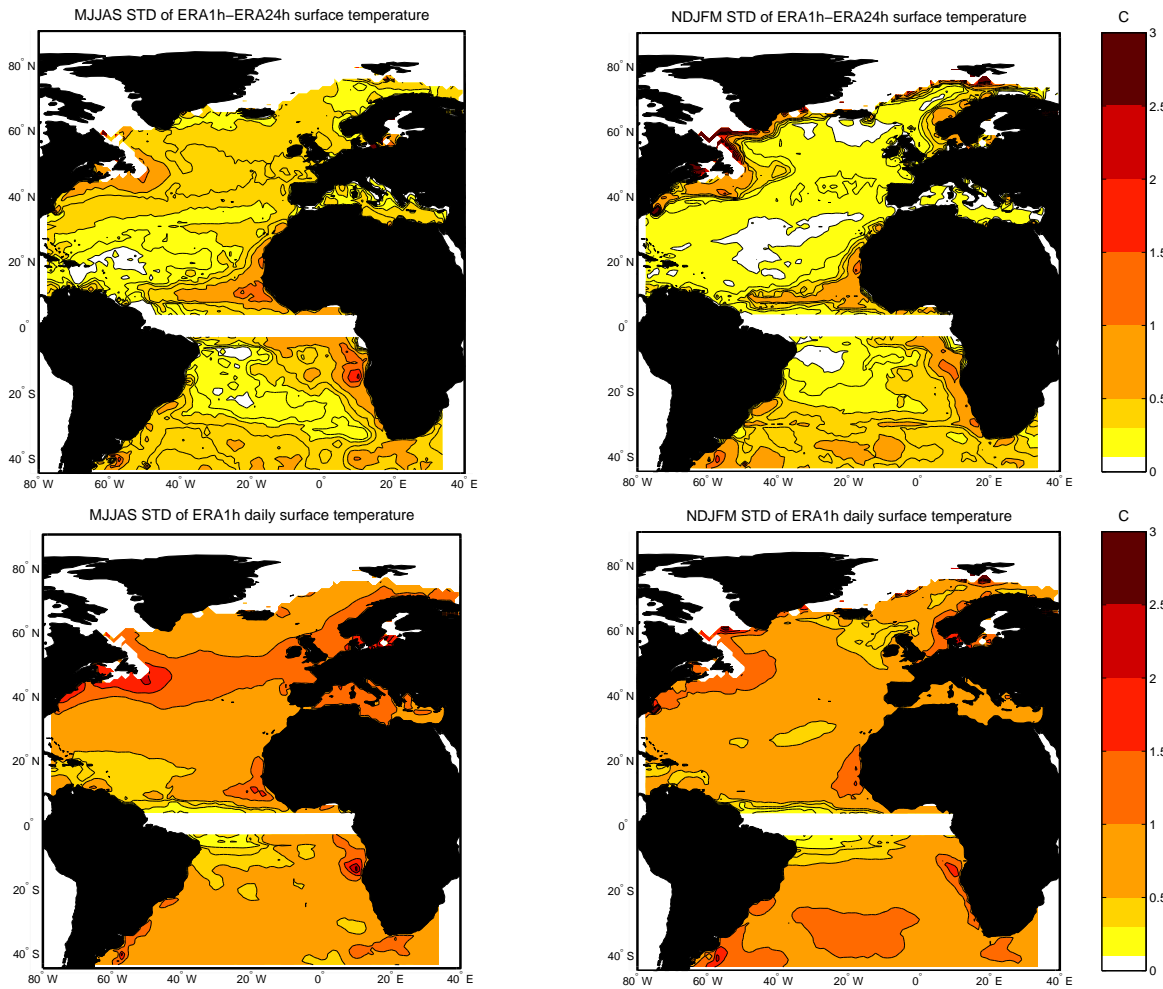 MJJAS STD of ERA1h−ERA24h surface temperature
NDJFM STD of ERA1h−ERA24h surface temperature
C
80° N
60° N
40° N
20° N
0°
20° S
40° S
80° W
60° W
40° W
20° W
0°
20° E
40° E
80° N
60° N
40° N
20° N
0°
20° S
40° S
80° W
60° W
40° W
20° W
0°
20° E
40° E
3
2.5
2
1.5
1
0.5
0
MJJAS STD of ERA1h daily surface temperature
NDJFM STD of ERA1h daily surface temperature
C
80° N
60° N
40° N
20° N
0°
20° S
40° S
80° W
60° W
40° W
20° W
0°
20° E
40° E
80° N
60° N
40° N
20° N
0°
20° S
40° S
80° W
60° W
40° W
20° W
0°
20° E
40° E
3
2.5
2
1.5
1
0.5
0